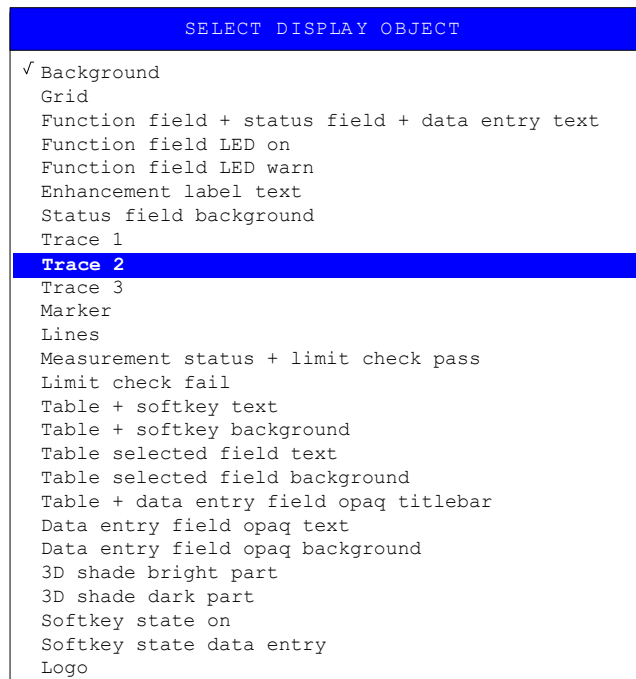 SELECT DISPLAY OBJECT
√ Background
Grid
Function field + status field + data entry text
Function field LED on
Function field LED warn
Enhancement label text
Status field background
Trace 1
Trace 2
Trace 3
Marker
Lines
Measurement status + limit check pass
Limit check fail
Table + softkey text
Table + softkey background
Table selected field text
Table selected field background
Table + data entry field opaq titlebar
Data entry field opaq text
Data entry field opaq background
3D shade bright part
3D shade dark part
Softkey state on
Softkey state data entry
Logo